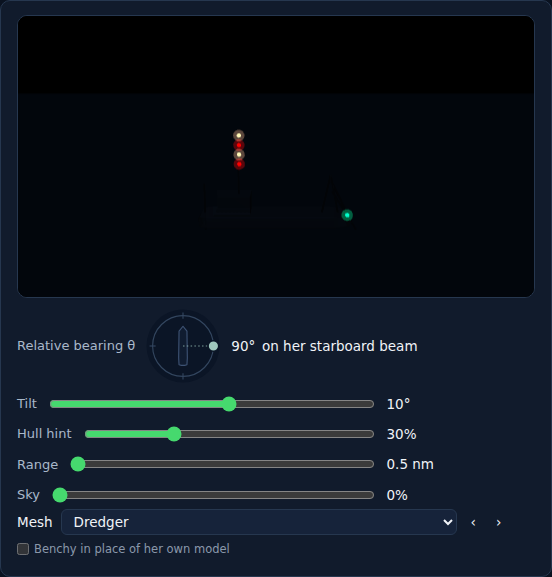 Relative bearing θ
90° on her starboard beam
Tilt
10°
Hull hint
30%
Range
0.5 nm
Sky
0%
Mesh
Dredger
‹ ›
Benchy in place of her own model